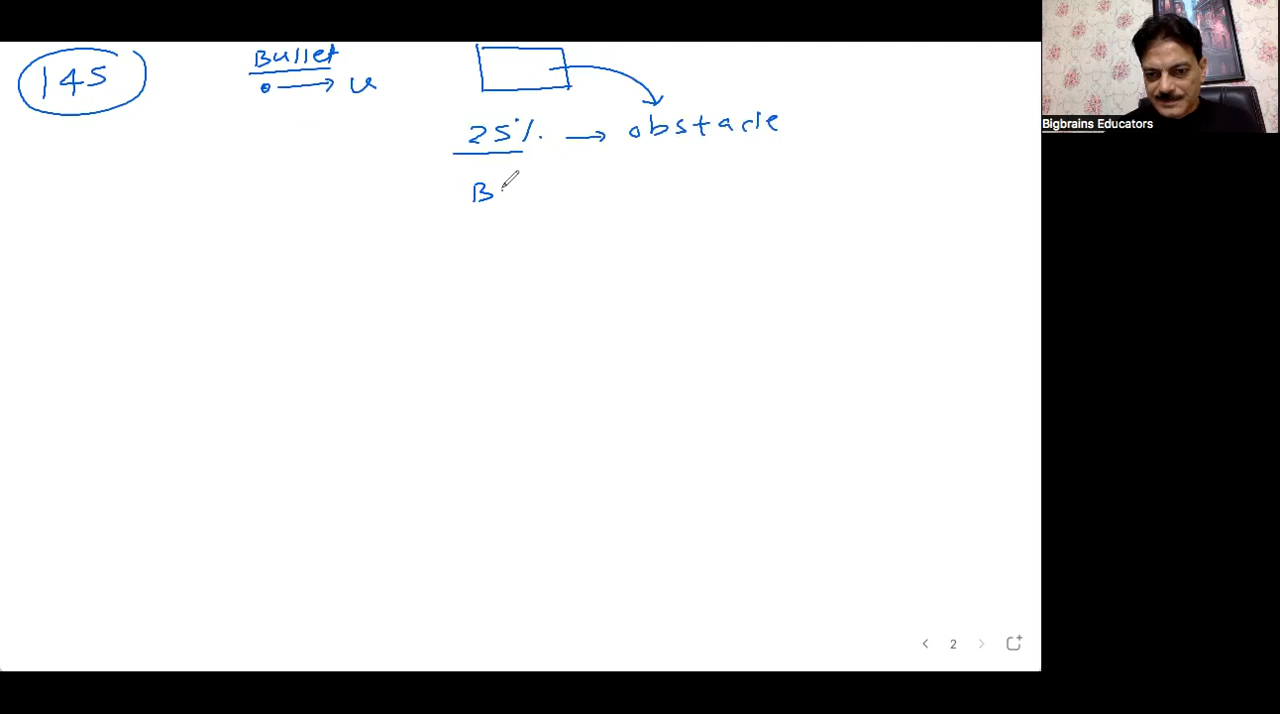 145
Bullet
u
25% → obstacle
B
Bigbrains Educators
2